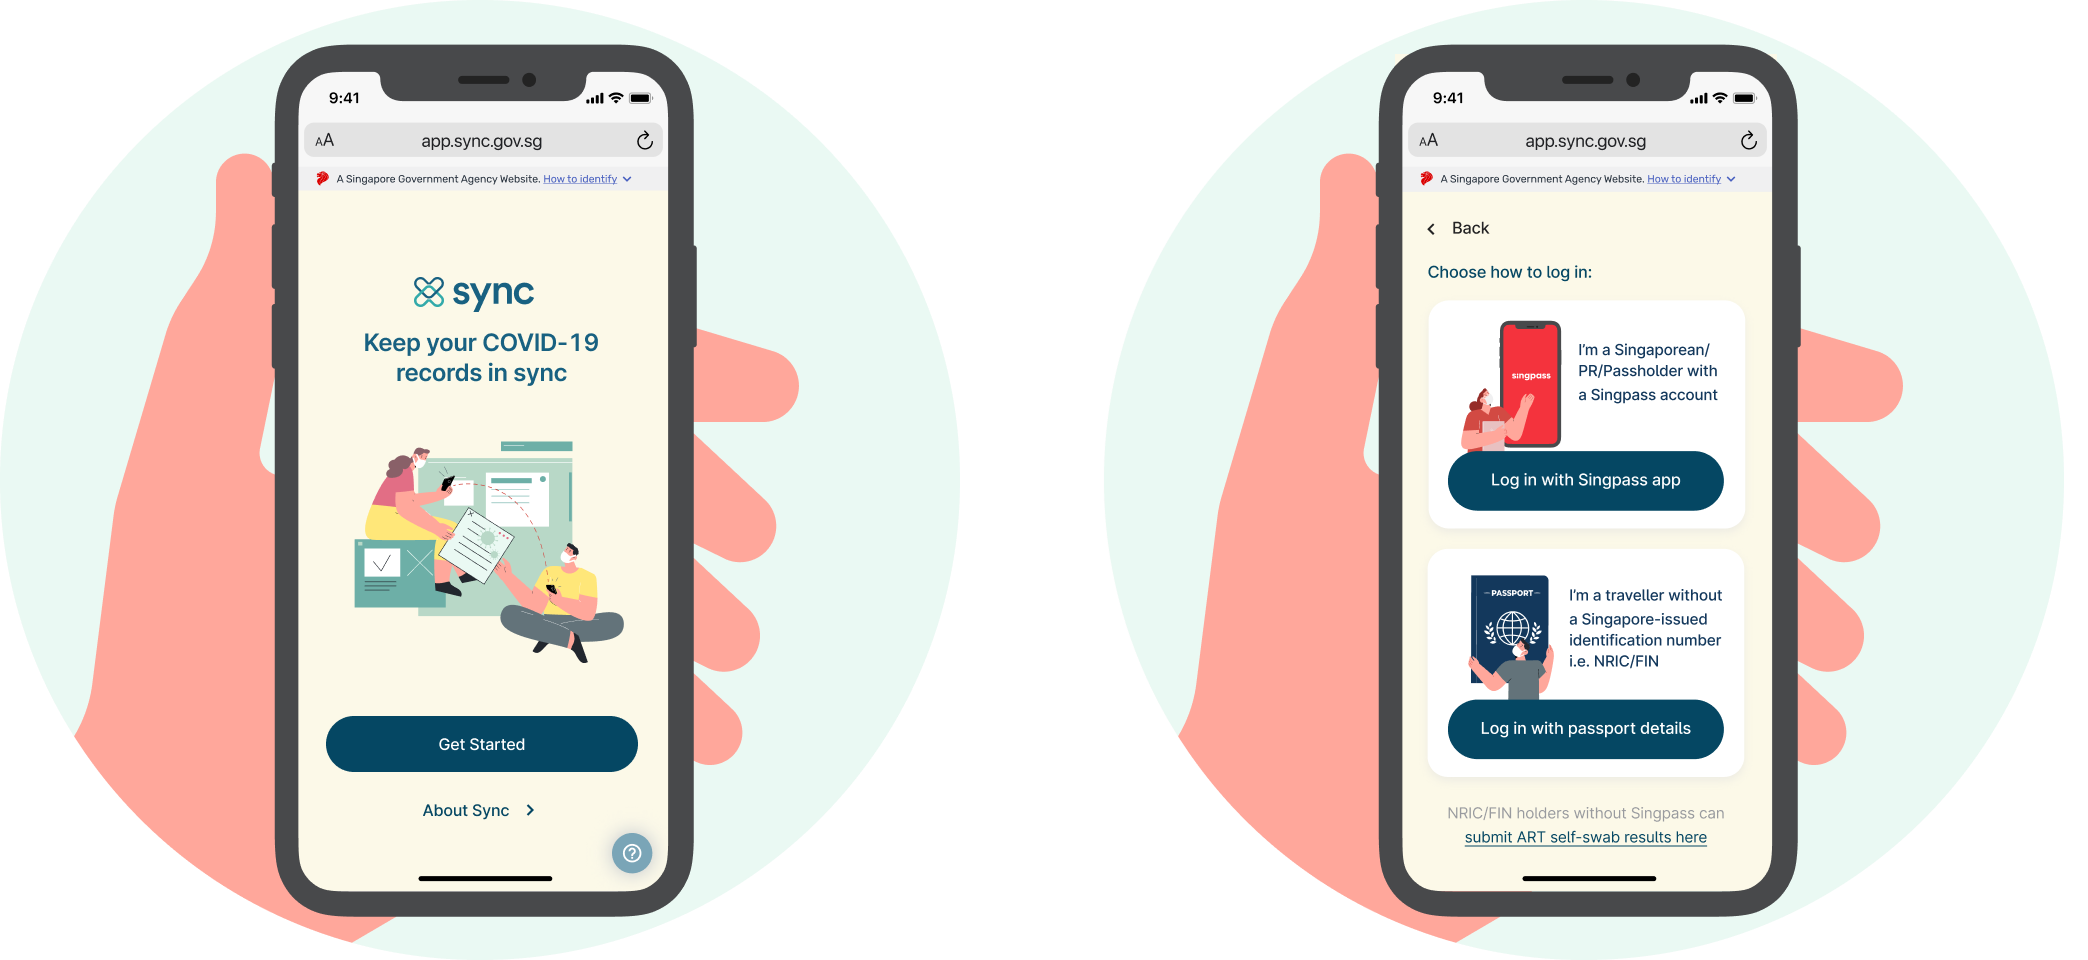 9:41
AA
app.sync.gov.sg
A Singapore Government Agency Website. How to identify
sync
Keep your COVID-19
records in sync
Get Started
About Sync
?
9:41
AA
app.sync.gov.sg
A Singapore Government Agency Website. How to identify
Back
Choose how to log in:
singpass
I'm a Singaporean/
PR/Passholder with
a Singpass account
Log in with Singpass app
PASSPORT
I'm a traveller without
a Singapore-issued
identification number
i.e. NRIC/FIN
Log in with passport details
NRIC/FIN holders without Singpass can
submit ART self-swab results here